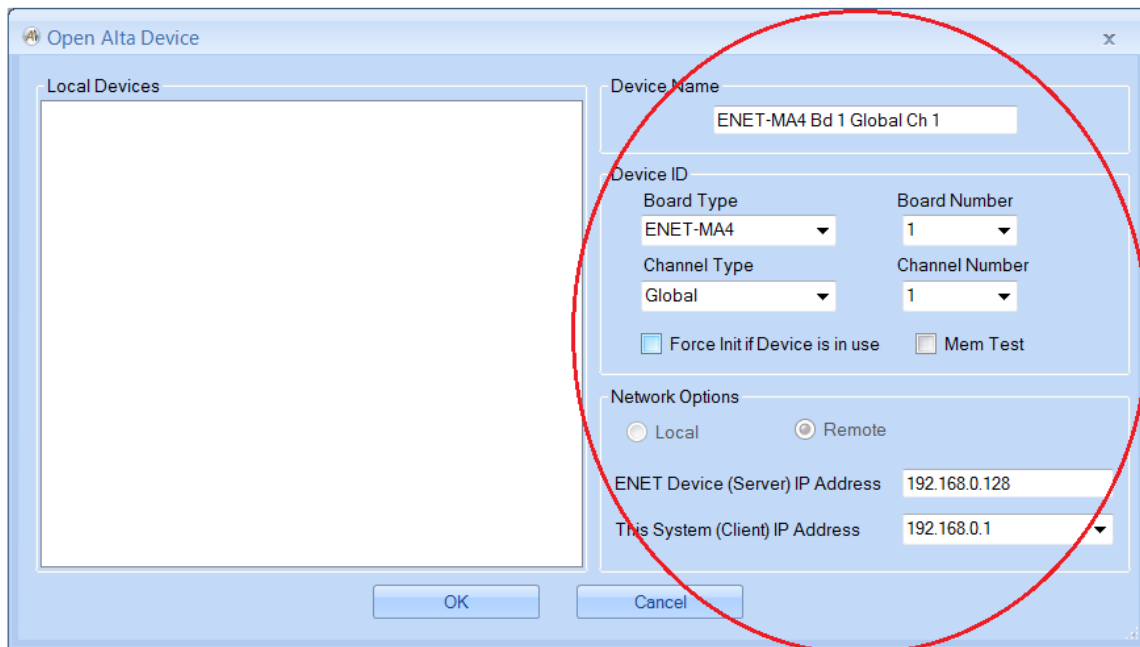 Open Alta Device
x
Local Devices
Device Name
ENET-MA4 Bd 1 Global Ch 1
Device ID
Board Type Board Number
ENET-MA4 1
Channel Type Channel Number
Global 1
Force Init if Device is in use Mem Test
Network Options
Local Remote
ENET Device (Server) IP Address 192.168.0.128
This System (Client) IP Address 192.168.0.1
OK Cancel